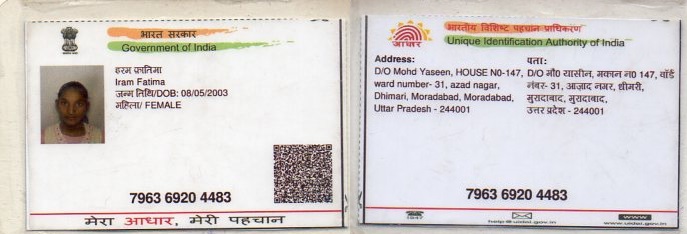 भारत सरकार
Government of India
इरम फ़ातिमा
Iram Fatima
जन्म तिथि/DOB: 08/05/2003
महिला/ FEMALE
7963 6920 4483
मेरा आधार, मेरी पहचान
भारतीय विशिष्ट पहचान प्राधिकरण
Unique Identification Authority of India
आधार
Address:
D/O Mohd Yaseen, HOUSE N0-147,
ward number- 31, azad nagar,
Dhimari, Moradabad, Moradabad,
Uttar Pradesh - 244001
पता:
D/O मौ0 यासीन, मकान न0 147, वॉर्ड
नंबर- 31, आज़ाद नगर, धीमरी,
मुरादाबाद, मुरादाबाद,
उत्तर प्रदेश - 244001
7963 6920 4483
www